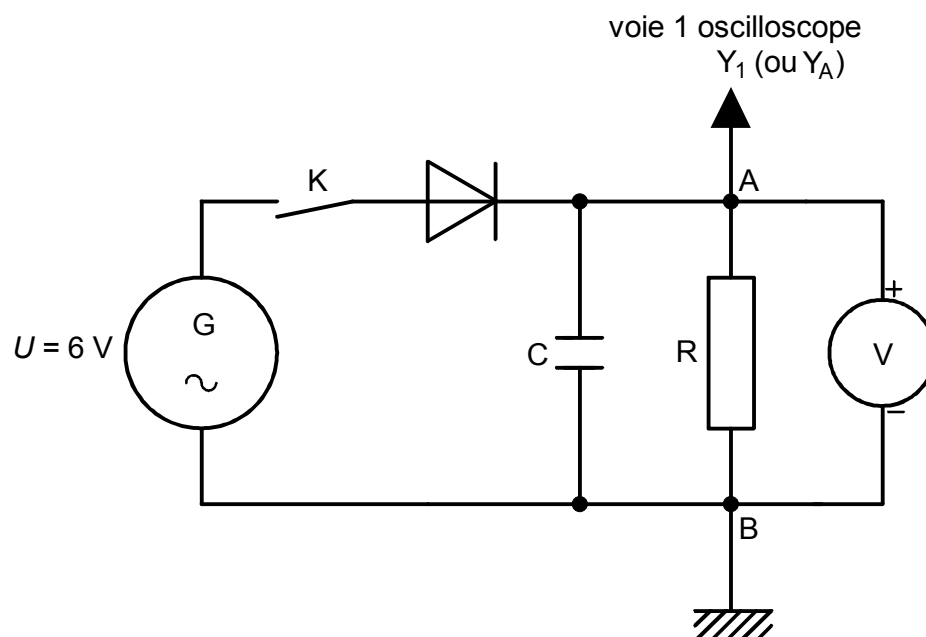 voie 1 oscilloscope
Y1 (ou YA)
K
A
+
G
U = 6 V
C
R
V
−
B